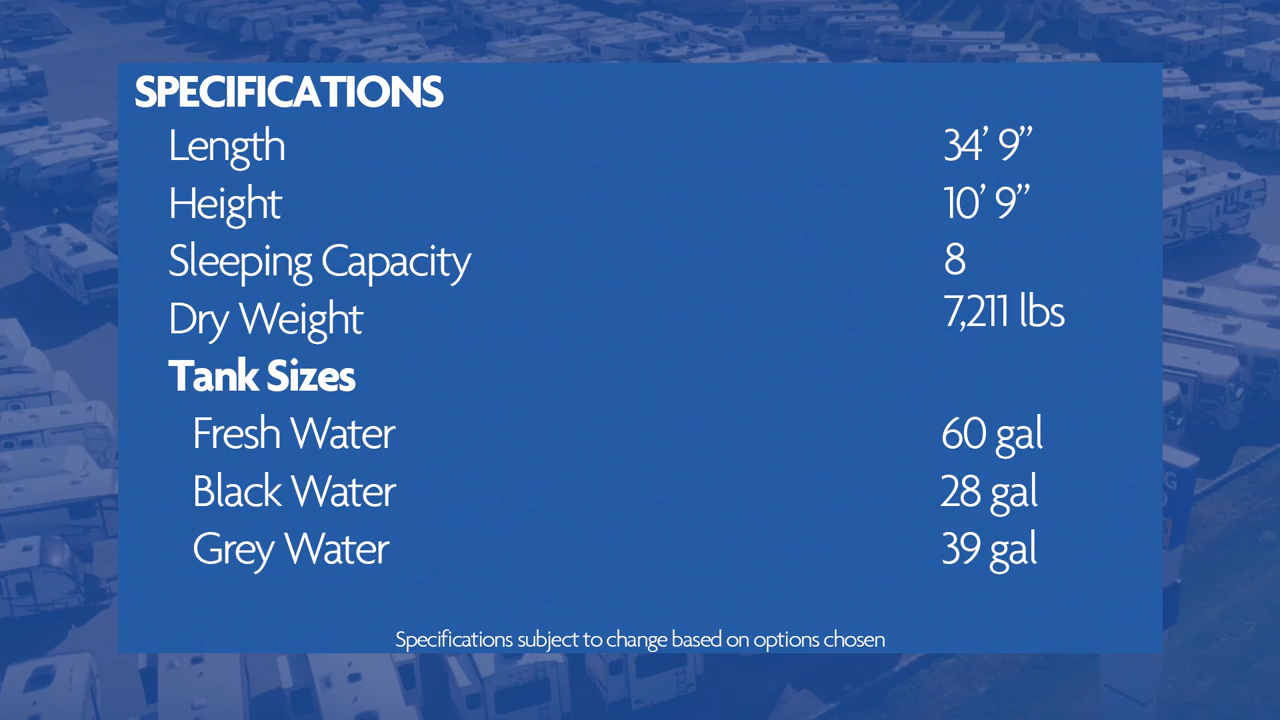 SPECIFICATIONS
Length 34’ 9”
Height 10’ 9”
Sleeping Capacity 8
Dry Weight 7,211 lbs
Tank Sizes
Fresh Water 60 gal
Black Water 28 gal
Grey Water 39 gal
Specifications subject to change based on options chosen